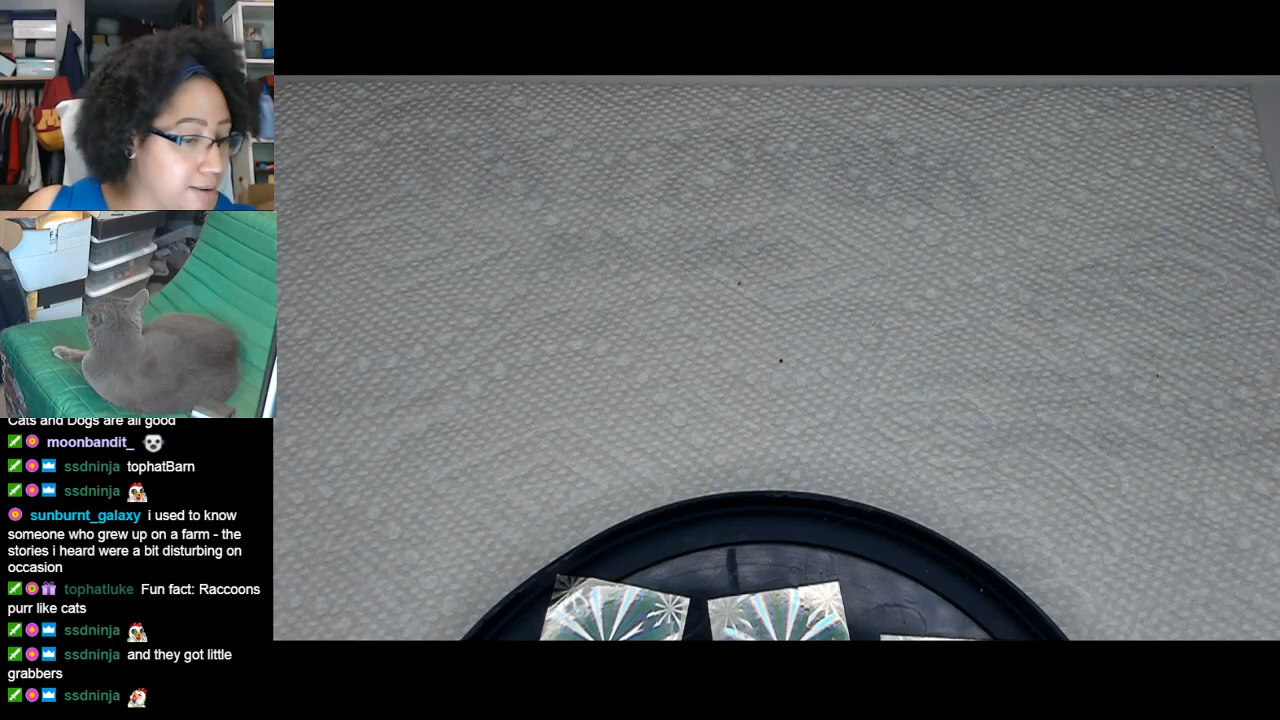 Cats and Dogs are all good
moonbandit_
ssdninja tophatBarn
ssdninja
sunburnt_galaxy i used to know
someone who grew up on a farm - the
stories i heard were a bit disturbing on
occasion
tophatluke Fun fact: Raccoons
purr like cats
ssdninja
ssdninja and they got little
grabbers
ssdninja